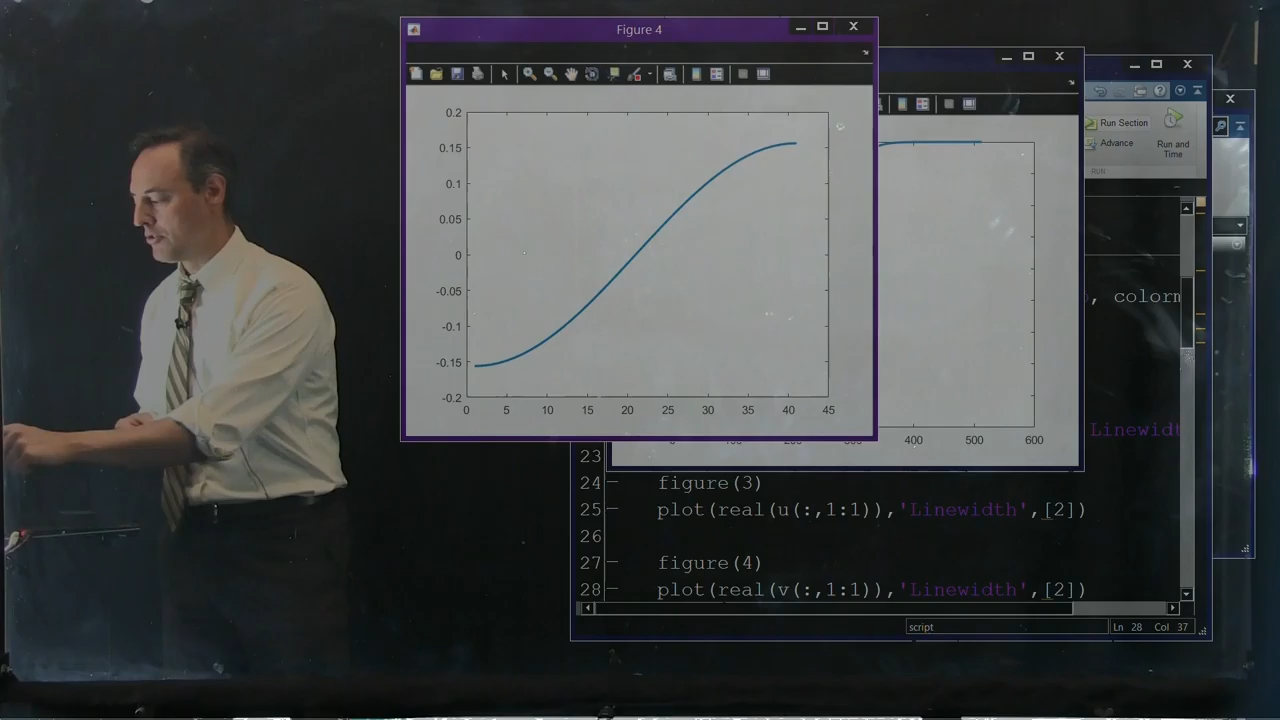 Figure 4
0.2
0.15
0.1
0.05
0
-0.05
-0.1
-0.15
-0.2
0 5 10 15 20 25 30 35 40 45
400 500 600
Run Section
Advance
Run and
Time
RUN
, colorm
Linewidt
23
24 figure(3)
25 plot(real(u(:,1:1)),'Linewidth',[2])
26
27 figure(4)
28 plot(real(v(:,1:1)),'Linewidth',[2])
script
Ln 28 Col 37